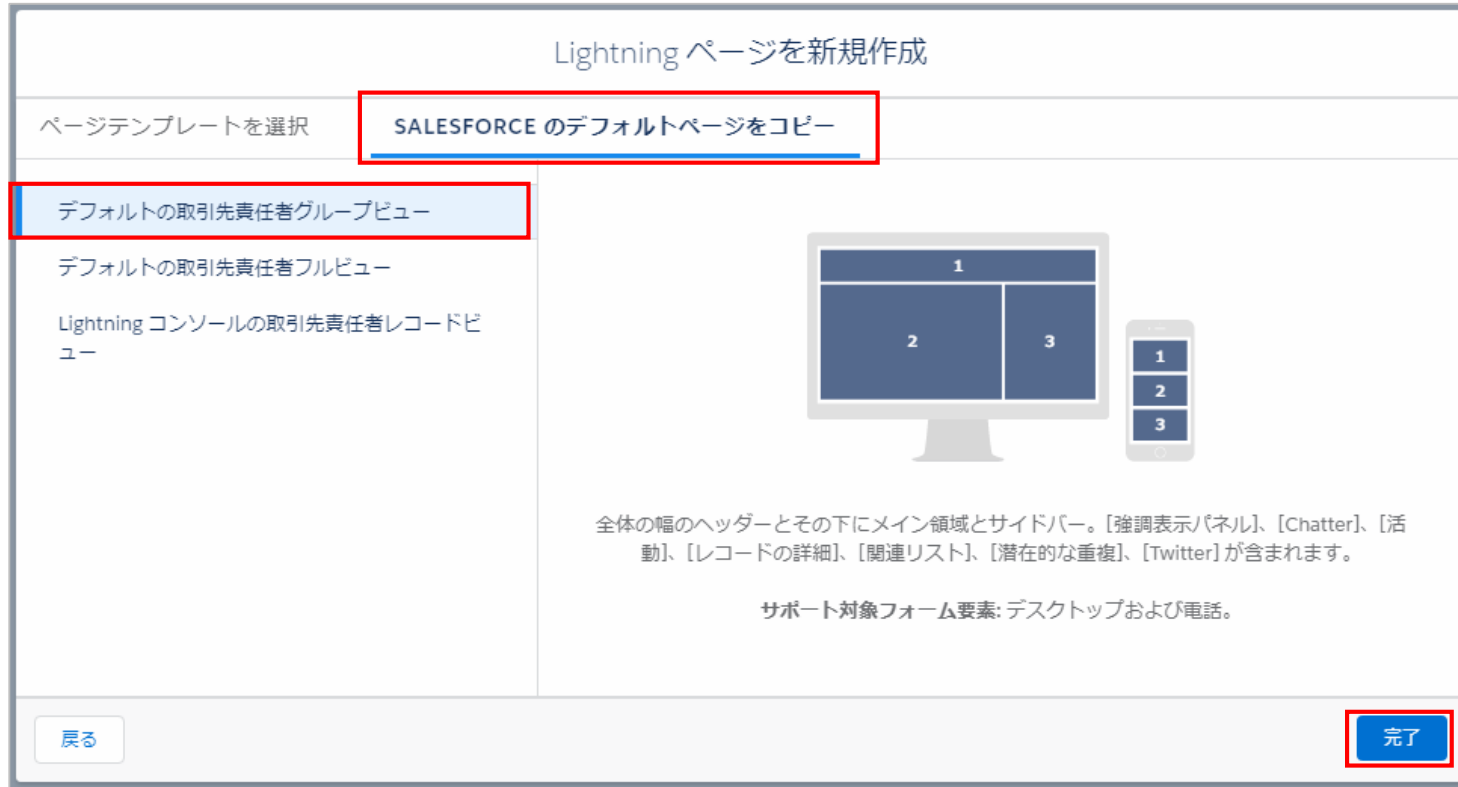 Lightning ページを新規作成
ページテンプレートを選択
SALESFORCE のデフォルトページをコピー
デフォルトの取引先責任者グループビュー
デフォルトの取引先責任者フルビュー
Lightning コンソールの取引先責任者レコードビ
ュー
1
2
3
1
2
3
全体の幅のヘッダーとその下にメイン領域とサイドバー。[強調表示パネル]、[Chatter]、[活
動]、[レコードの詳細]、[関連リスト]、[潜在的な重複]、[Twitter] が含まれます。
サポート対象フォーム要素: デスクトップおよび電話。
戻る
完了